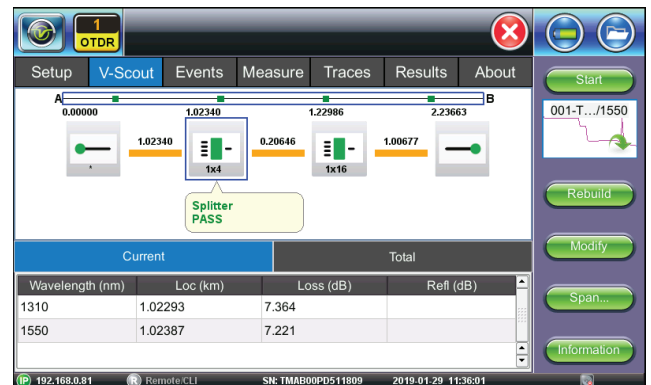 1
OTDR
Setup V-Scout Events Measure Traces Results About
Start
A B
0.00000 1.02340 1.22986 2.23663
001-T.../1550
1.02340 0.20646 1.00677
* 1x4 1x16
Splitter
PASS
Rebuild
Current Total
Modify
Wavelength (nm) Loc (km) Loss (dB) Refl (dB)
1310 1.02293 7.364
1550 1.02387 7.221
Span...
Information
IP 192.168.0.81 R Remote/CLI SN: TMAB00PD511809 2019-01-29 11:36:01